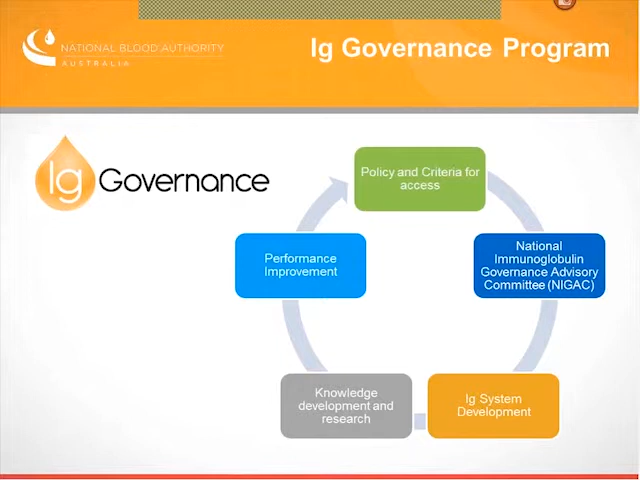 NATIONAL BLOOD AUTHORITY
AUSTRALIA
Ig Governance Program
Ig Governance
Policy and Criteria for
access
National
Immunoglobulin
Governance Advisory
Committee (NIGAC)
Ig System
Development
Knowledge
development and
research
Performance
Improvement